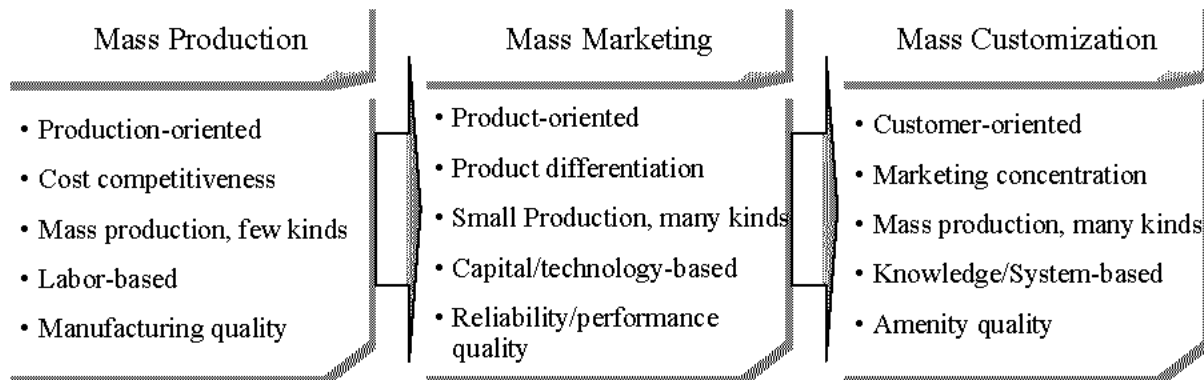 Mass Production
• Production-oriented
• Cost competitiveness
• Mass production, few kinds
• Labor-based
• Manufacturing quality
Mass Marketing
• Product-oriented
• Product differentiation
• Small Production, many kinds
• Capital/technology-based
• Reliability/performance
quality
Mass Customization
• Customer-oriented
• Marketing concentration
• Mass production, many kinds
• Knowledge/System-based
• Amenity quality